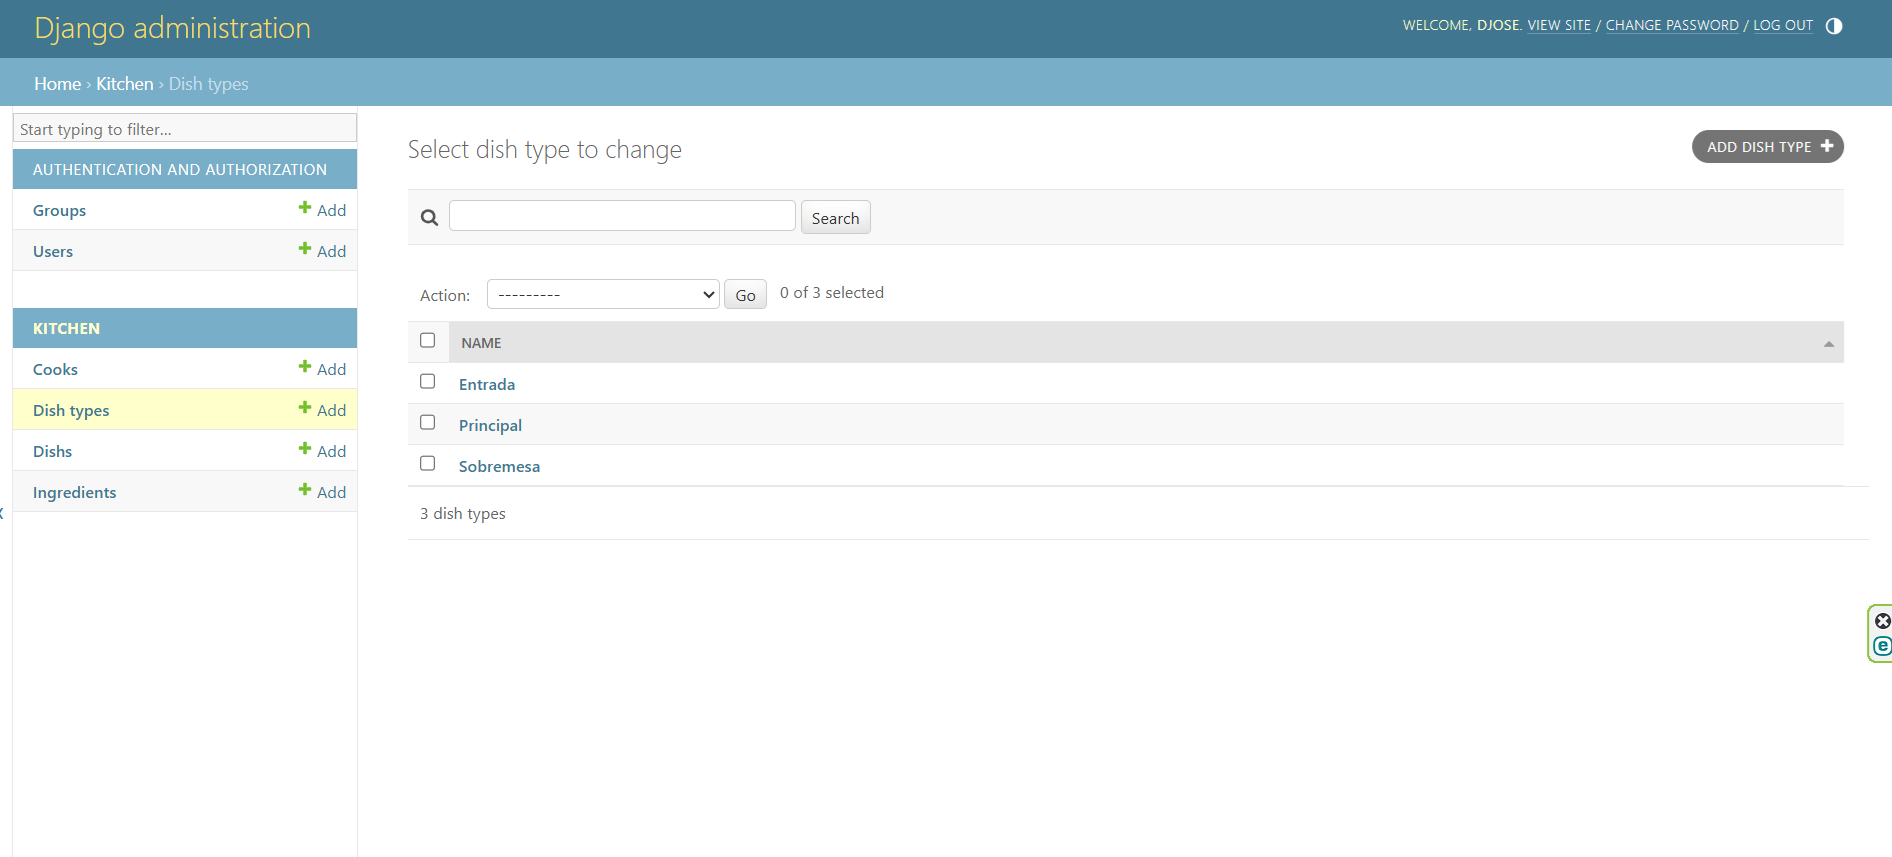 Django administration
WELCOME, DJOSE. VIEW SITE / CHANGE PASSWORD / LOG OUT
Home › Kitchen › Dish types
Start typing to filter...
AUTHENTICATION AND AUTHORIZATION
Groups Add
Users Add
KITCHEN
Cooks Add
Dish types Add
Dishs Add
Ingredients Add
Select dish type to change
ADD DISH TYPE
Search
Action: --------- Go 0 of 3 selected
NAME
Entrada
Principal
Sobremesa
3 dish types
e